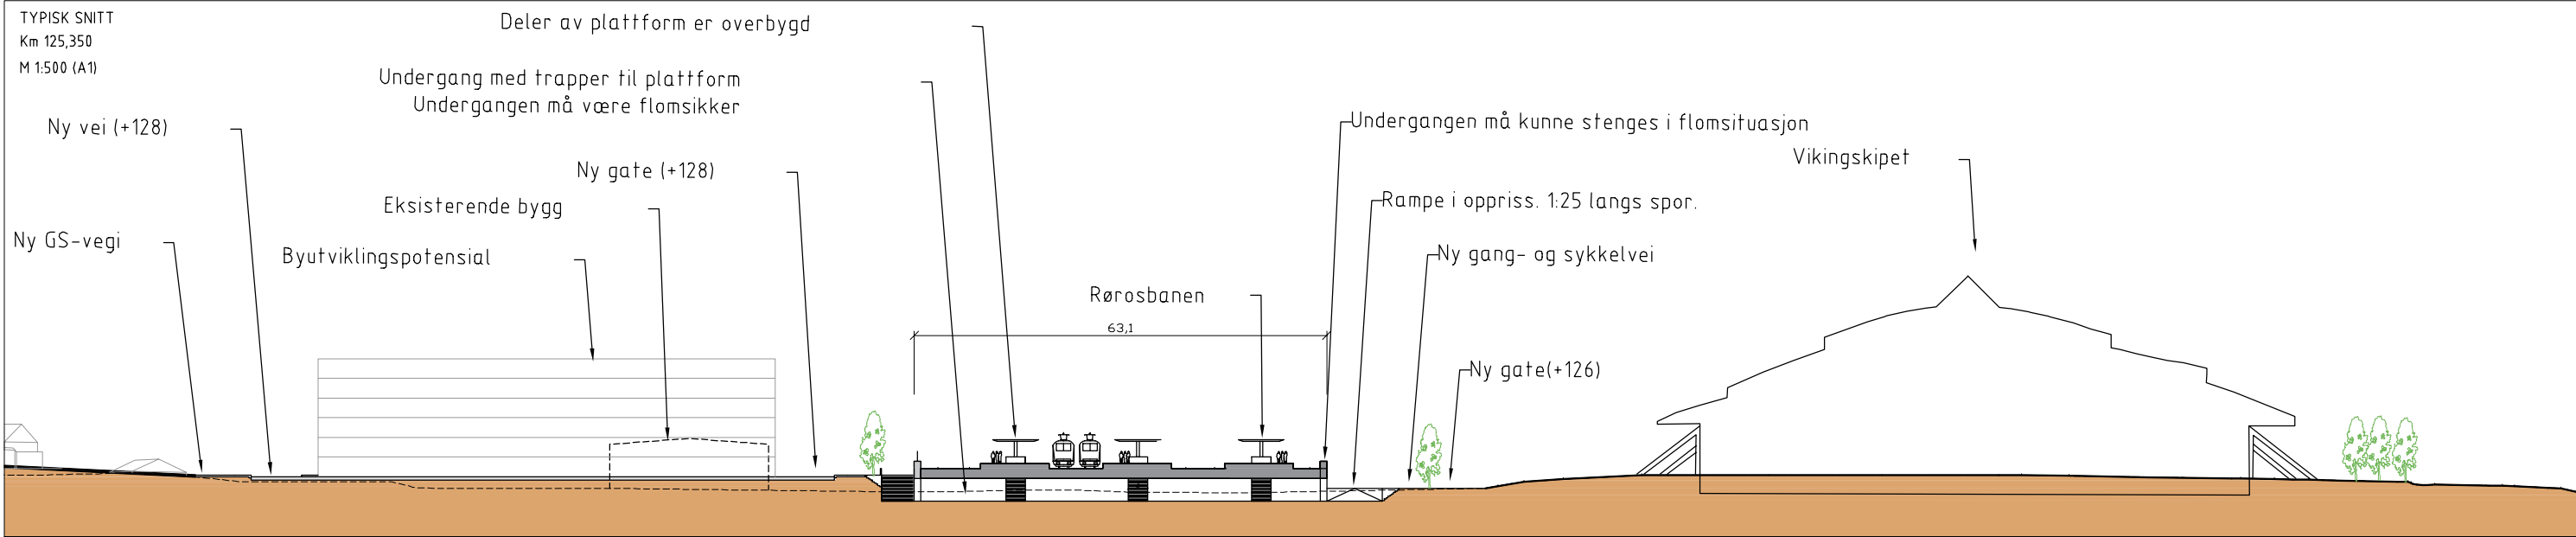 TYPISK SNITT
Km 125,350
M 1:500 (A1)
Deler av plattform er overbygd
Undergang med trapper til plattform
Undergangen må være flomsikker
Ny vei (+128)
Undergangen må kunne stenges i flomsituasjon
Vikingskipet
Ny gate (+128)
Eksisterende bygg
Rampe i oppriss. 1:25 langs spor.
Ny GS-vegi
Byutviklingspotensial
Ny gang- og sykkelvei
Rørosbanen
63,1
Ny gate(+126)